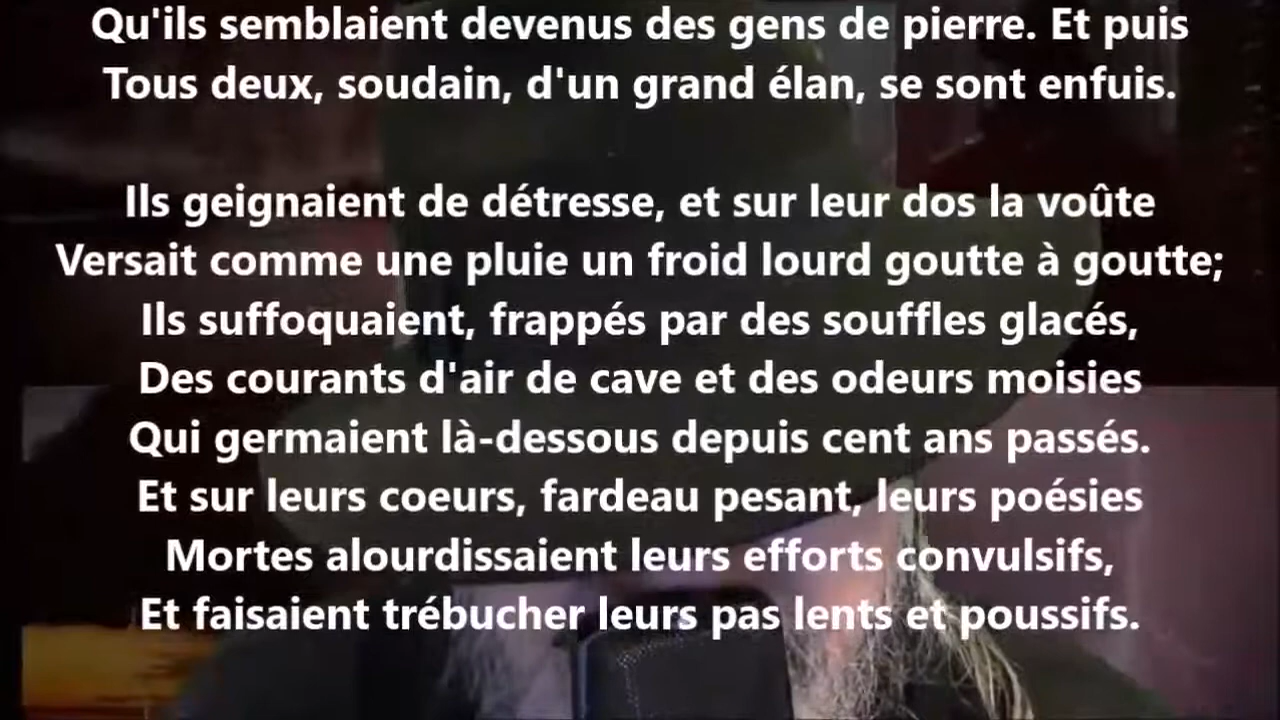 Qu'ils semblaient devenus des gens de pierre. Et puis
Tous deux, soudain, d'un grand élan, se sont enfuis.
Ils geignaient de détresse, et sur leur dos la voûte
Versait comme une pluie un froid lourd goutte à goutte;
Ils suffoquaient, frappés par des souffles glacés,
Des courants d'air de cave et des odeurs moisies
Qui germaient là-dessous depuis cent ans passés.
Et sur leurs coeurs, fardeau pesant, leurs poésies
Mortes alourdissaient leurs efforts convulsifs,
Et faisaient trébucher leurs pas lents et poussifs.